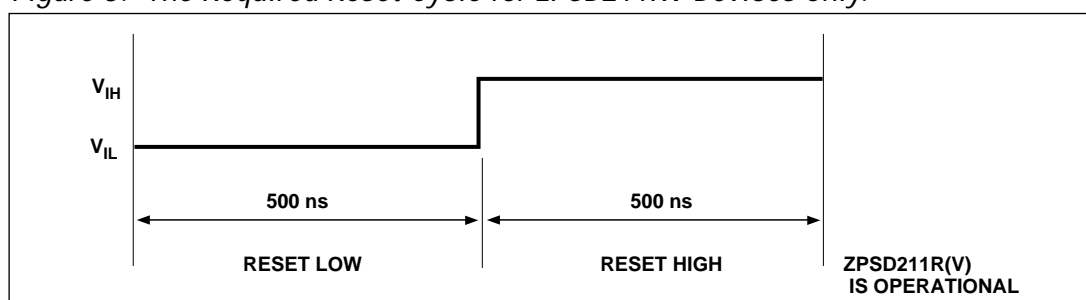 V_IH
V_IL
500 ns
500 ns
RESET LOW
RESET HIGH
ZPSD211R(V)
IS OPERATIONAL